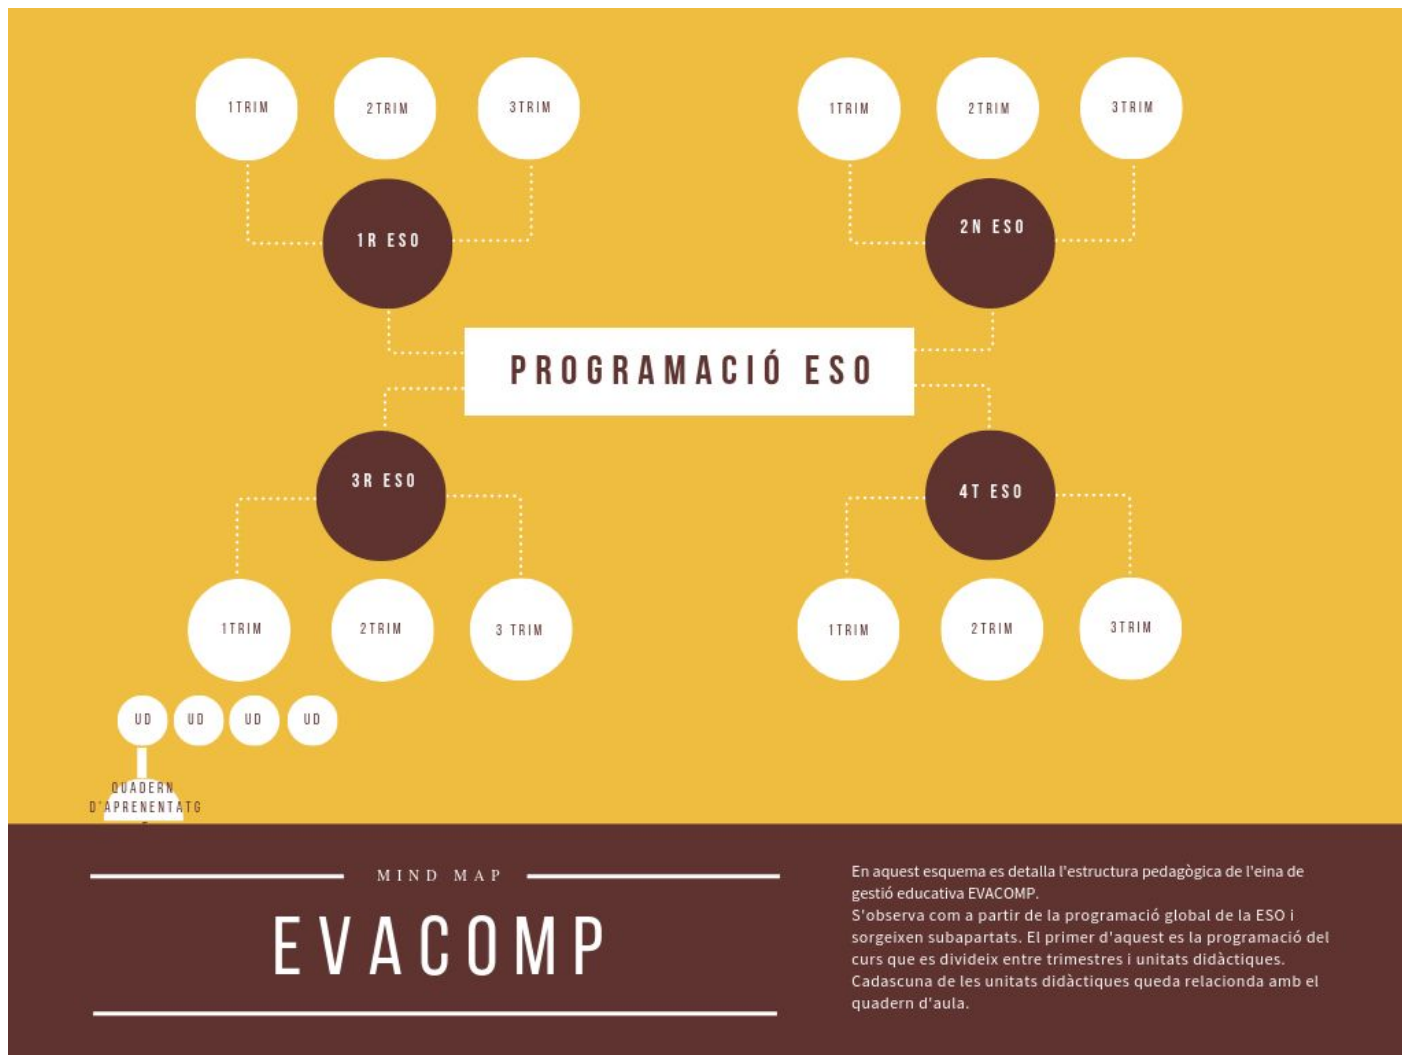 1TRIM 2TRIM 3TRIM 1TRIM 2TRIM 3TRIM
1R ESO 2N ESO
PROGRAMACIÓ ESO
3R ESO 4T ESO
1TRIM 2TRIM 3 TRIM 1TRIM 2TRIM 3TRIM
UD UD UD UD
QUADERN
D'APRENENTATG
MIND MAP
EVACOMP
En aquest esquema es detalla l'estructura pedagògica de l'eina de
gestió educativa EVACOMP.
S'observa com a partir de la programació global de la ESO i
sorgeixen subapartats. El primer d'aquest es la programació del
curs que es divideix entre trimestres i unitats didàctiques.
Cadascuna de les unitats didàctiques queda relacionda amb el
quadern d'aula.